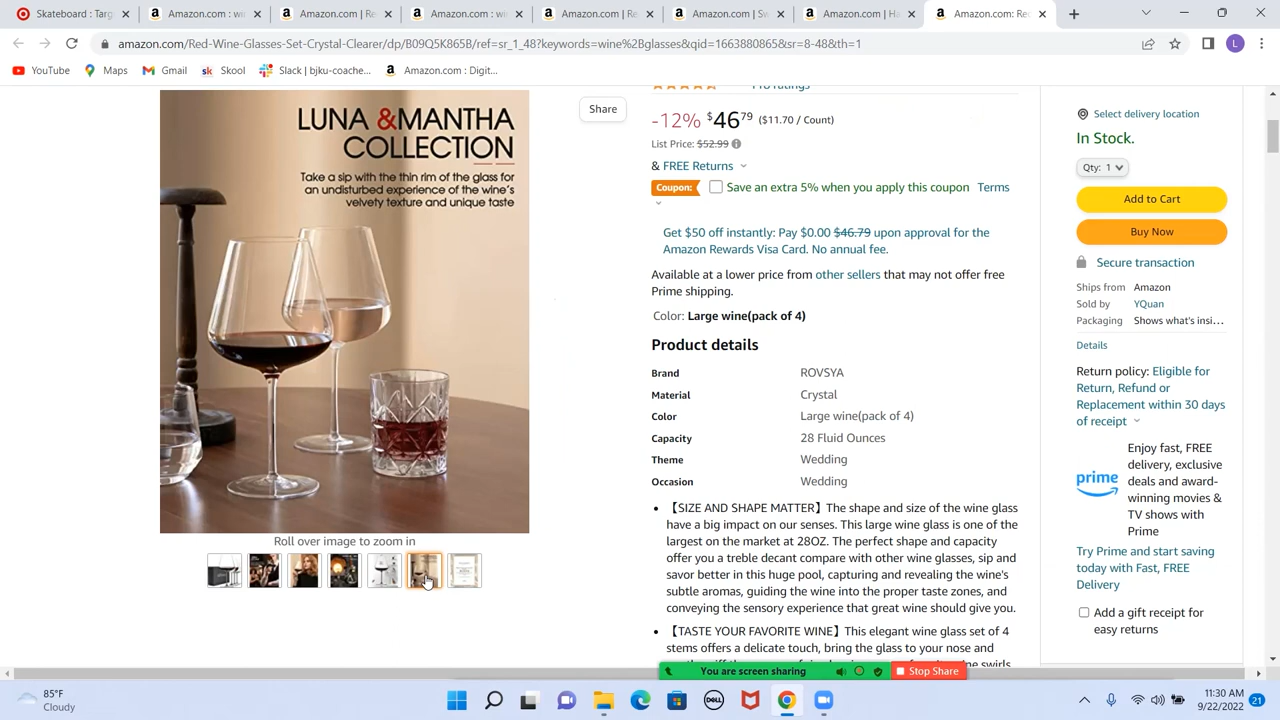 Skateboard : Targ
Amazon.com : win
Amazon.com | Re
Amazon.com : wi
Amazon.com | Re
Amazon.com | Sw
Amazon.com | Ha
Amazon.com: Red
amazon.com/Red-Wine-Glasses-Set-Crystal-Clearer/dp/B09Q5K865B/ref=sr_1_48?keywords=wine%2Bglasses&qid=1663880865&sr=8-48&th=1
L
YouTube
Maps
Gmail
sk Skool
Slack | bjku-coache...
Amazon.com : Digit...
LUNA &MANTHA
COLLECTION
Take a sip with the thin rim of the glass for
an undisturbed experience of the wine's
velvety texture and unique taste
Roll over image to zoom in
Share
ratings
-12% $46 79 ($11.70 / Count)
List Price: $52.99
& FREE Returns
Coupon: Save an extra 5% when you apply this coupon Terms
Get $50 off instantly: Pay $0.00 $46.79 upon approval for the
Amazon Rewards Visa Card. No annual fee.
Available at a lower price from other sellers that may not offer free
Prime shipping.
Color: Large wine(pack of 4)
Product details
Brand ROVSYA
Material Crystal
Color Large wine(pack of 4)
Capacity 28 Fluid Ounces
Theme Wedding
Occasion Wedding
• 【SIZE AND SHAPE MATTER】The shape and size of the wine glass
have a big impact on our senses. This large wine glass is one of the
largest on the market at 28OZ. The perfect shape and capacity
offer you a treble decant compare with other wine glasses, sip and
savor better in this huge pool, capturing and revealing the wine's
subtle aromas, guiding the wine into the proper taste zones, and
conveying the sensory experience that great wine should give you.
• 【TASTE YOUR FAVORITE WINE】This elegant wine glass set of 4
stems offers a delicate touch, bring the glass to your nose and
Select delivery location
In Stock.
Qty: 1
Add to Cart
Buy Now
Secure transaction
Ships from Amazon
Sold by YQuan
Packaging Shows what's insi...
Details
Return policy: Eligible for
Return, Refund or
Replacement within 30 days
of receipt
prime
Enjoy fast, FREE
delivery, exclusive
deals and award-
winning movies &
TV shows with
Prime
Try Prime and start saving
today with Fast, FREE
Delivery
Add a gift receipt for
easy returns
You are screen sharing
Stop Share
85°F
Cloudy
DELL
11:30 AM
9/22/2022
21